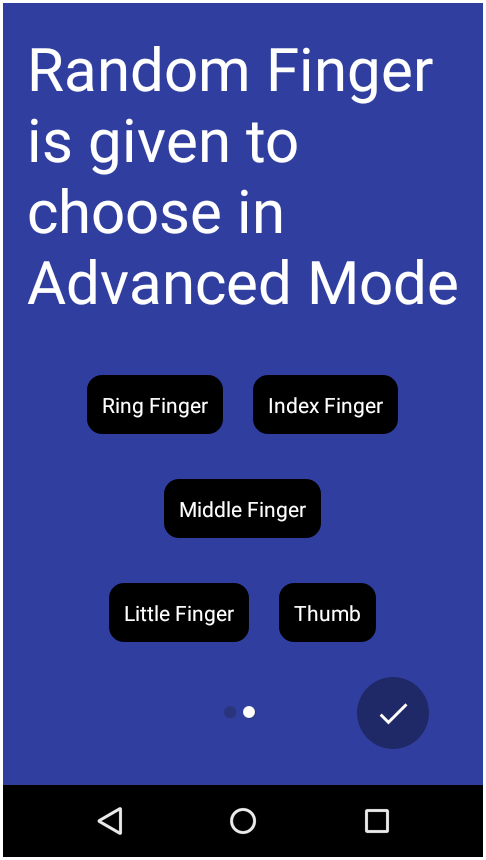 Random Finger
is given to
choose in
Advanced Mode
Ring Finger Index Finger
Middle Finger
Little Finger Thumb